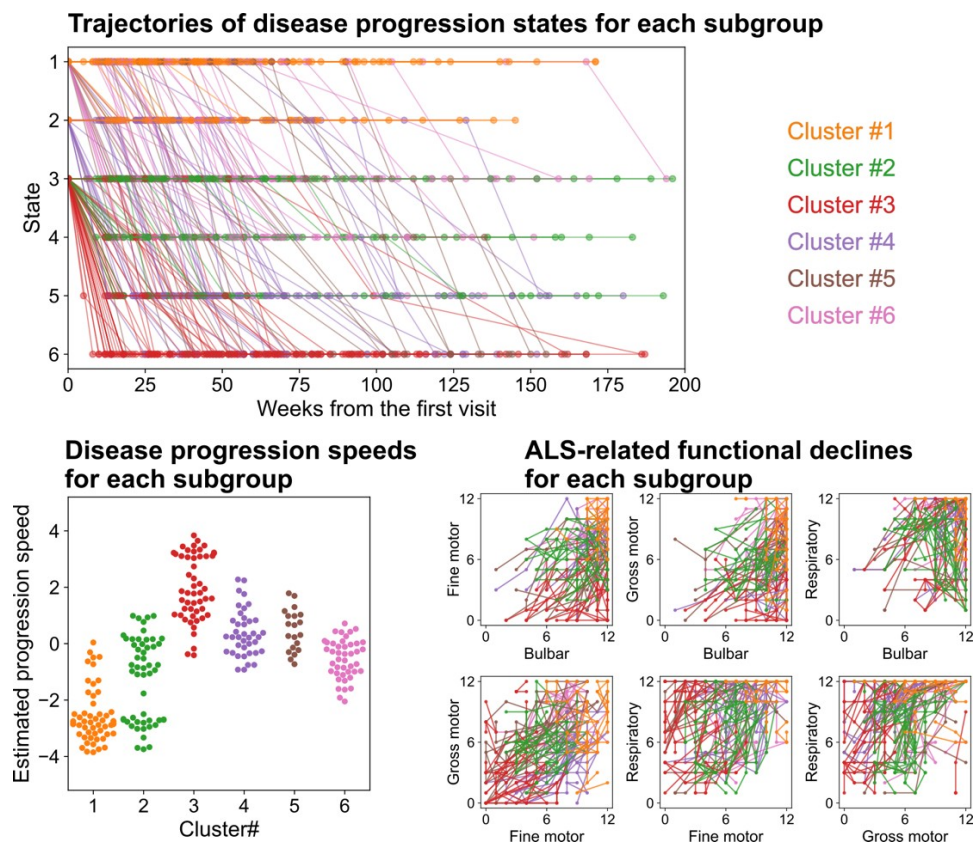 Trajectories of disease progression states for each subgroup
State
1
2
3
4
5
6
0 25 50 75 100 125 150 175 200
Weeks from the first visit
Cluster #1
Cluster #2
Cluster #3
Cluster #4
Cluster #5
Cluster #6
Disease progression speeds
for each subgroup
Estimated progression speed
4
2
0
−2
−4
1 2 3 4 5 6
Cluster#
ALS-related functional declines
for each subgroup
Fine motor
12
6
0
0 6 12
Bulbar
Gross motor
12
6
0
0 6 12
Bulbar
Respiratory
12
6
0
0 6 12
Bulbar
Gross motor
12
6
0
0 6 12
Fine motor
Respiratory
12
6
0
0 6 12
Fine motor
Respiratory
12
6
0
0 6 12
Gross motor